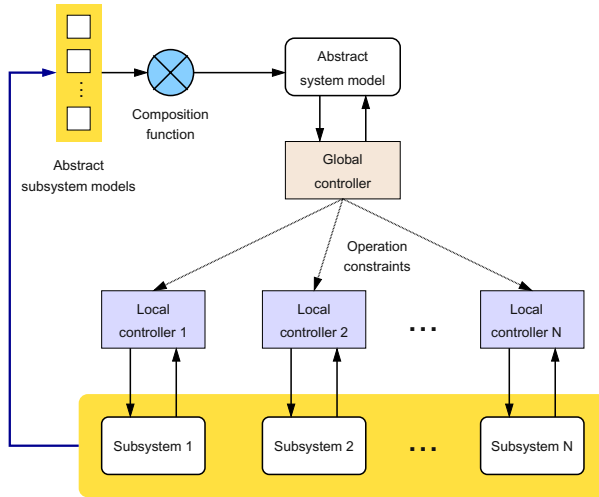 Abstract
system model
Composition
function
Abstract
subsystem models
Global
controller
Operation
constraints
Local
controller 1
Local
controller 2
...
Local
controller N
Subsystem 1
Subsystem 2
...
Subsystem N